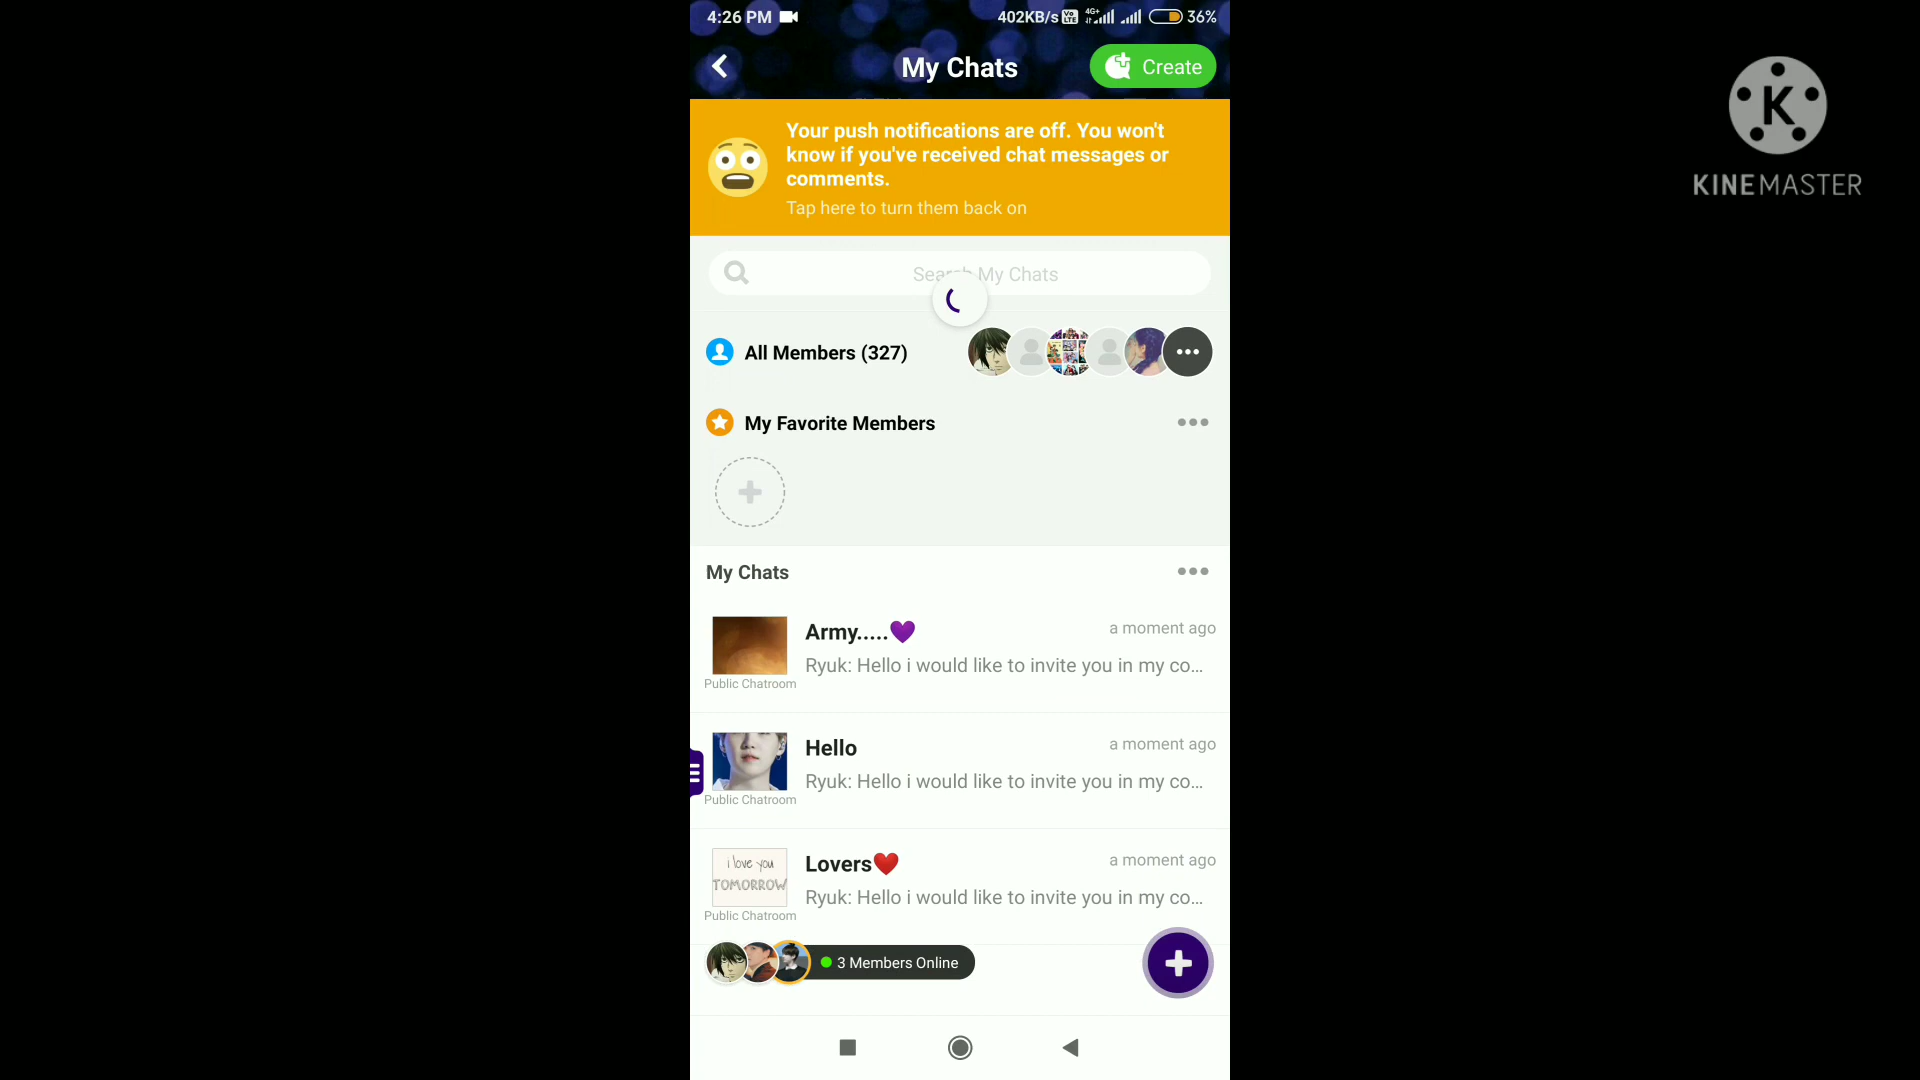 4:26 PM
402KB/s Vo LTE 4G+ 36%
My Chats
Create
Your push notifications are off. You won't
know if you've received chat messages or
comments.
Tap here to turn them back on
Search My Chats
All Members (327)
My Favorite Members
My Chats
Army.....💜
a moment ago
Ryuk: Hello i would like to invite you in my co...
Public Chatroom
Hello
a moment ago
Ryuk: Hello i would like to invite you in my co...
Public Chatroom
i love you
TOMORROW
Lovers❤️
a moment ago
Ryuk: Hello i would like to invite you in my co...
Public Chatroom
3 Members Online
K
KINEMASTER